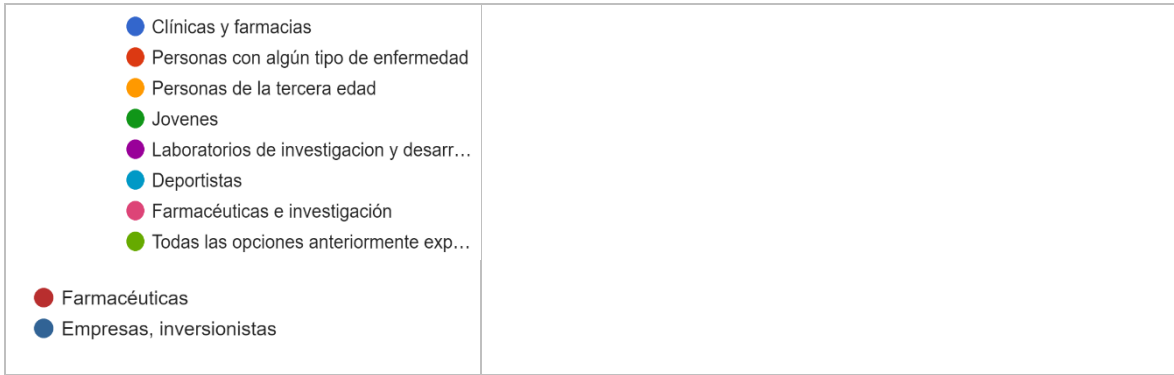 Clínicas y farmacias
Personas con algún tipo de enfermedad
Personas de la tercera edad
Jovenes
Laboratorios de investigacion y desarr…
Deportistas
Farmacéuticas e investigación
Todas las opciones anteriormente exp…
Farmacéuticas
Empresas, inversionistas